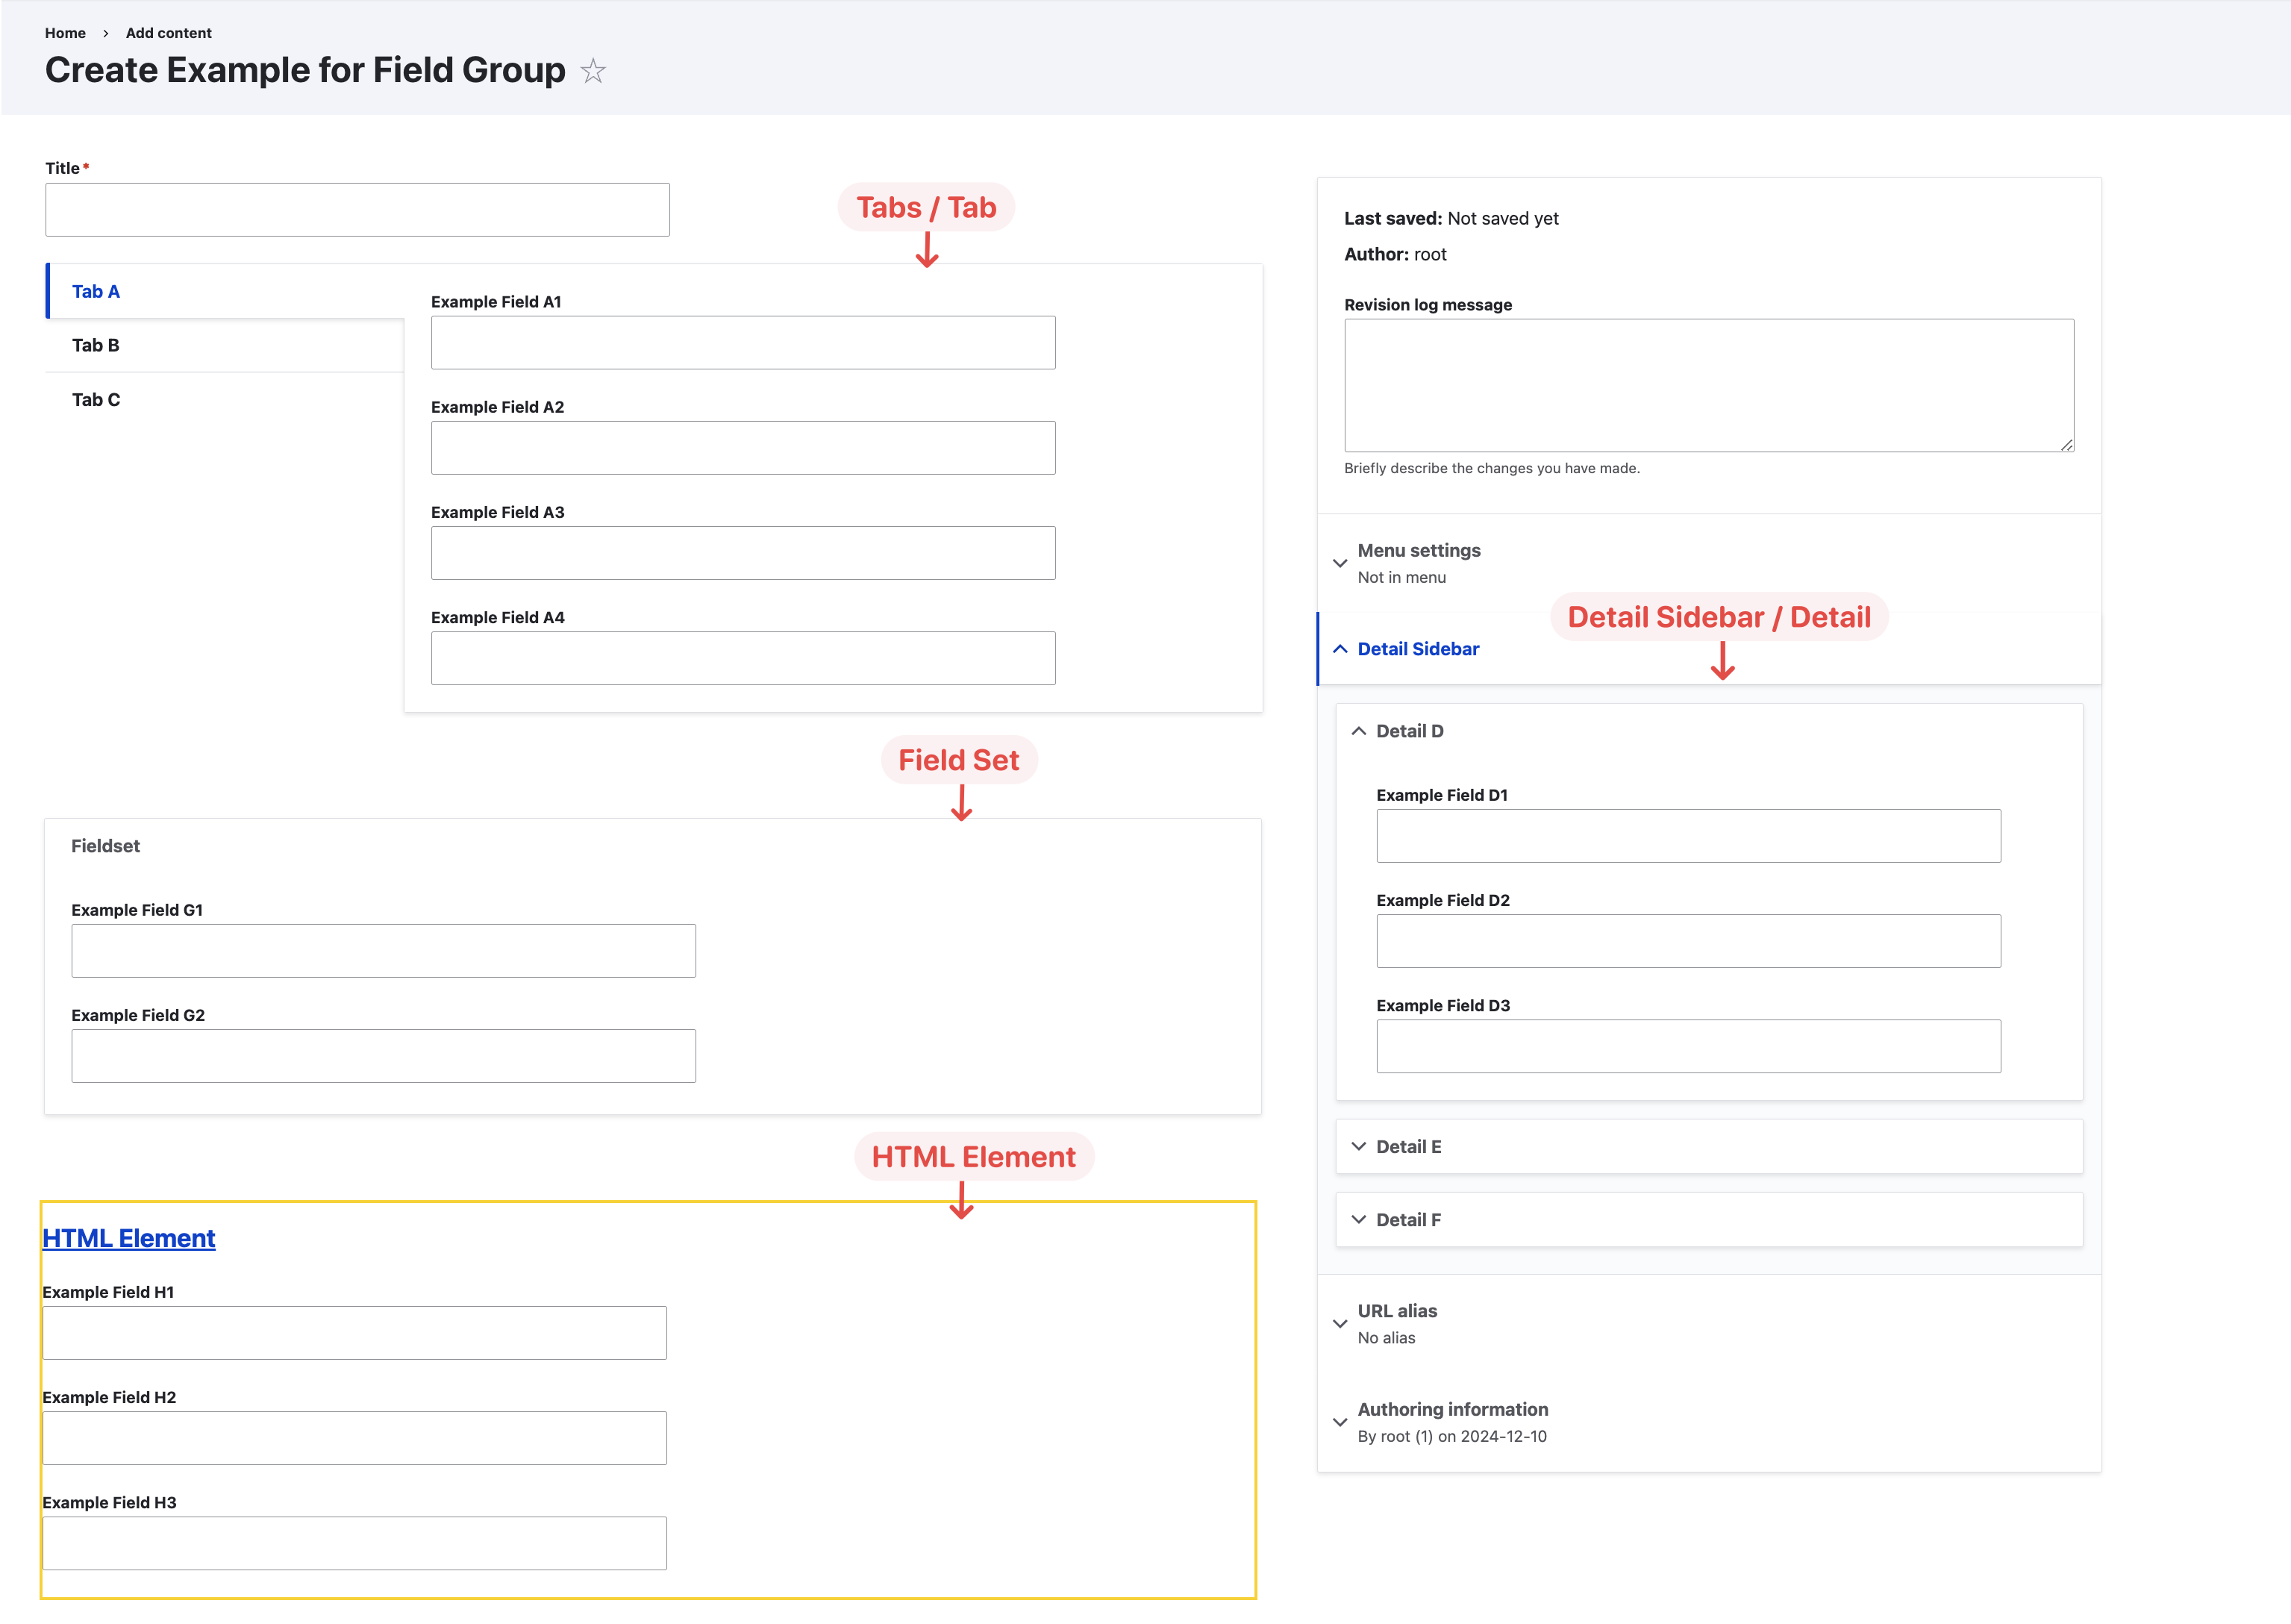 Home › Add content
Create Example for Field Group
Title*
Tabs / Tab
Tab A
Tab B
Tab C
Example Field A1
Example Field A2
Example Field A3
Example Field A4
Field Set
Fieldset
Example Field G1
Example Field G2
HTML Element
HTML Element
Example Field H1
Example Field H2
Example Field H3
Last saved: Not saved yet
Author: root
Revision log message
Briefly describe the changes you have made.
Menu settings
Not in menu
Detail Sidebar / Detail
Detail Sidebar
Detail D
Example Field D1
Example Field D2
Example Field D3
Detail E
Detail F
URL alias
No alias
Authoring information
By root (1) on 2024-12-10